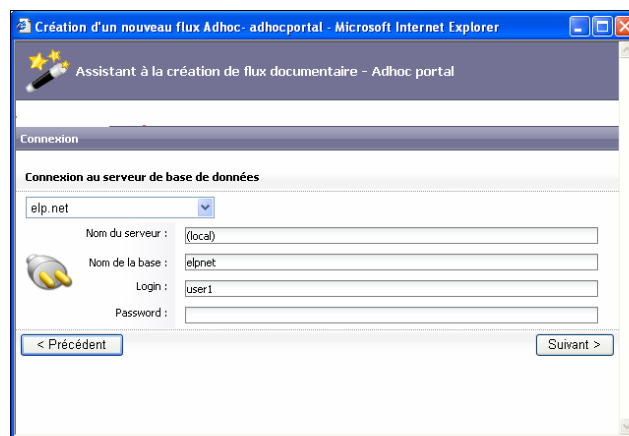 Création d'un nouveau flux Adhoc- adhocportal - Microsoft Internet Explorer
Assistant à la création de flux documentaire - Adhoc portal
Connexion
Connexion au serveur de base de données
elp.net
Nom du serveur : (local)
Nom de la base : elpnet
Login : user1
Password :
< Précédent Suivant >